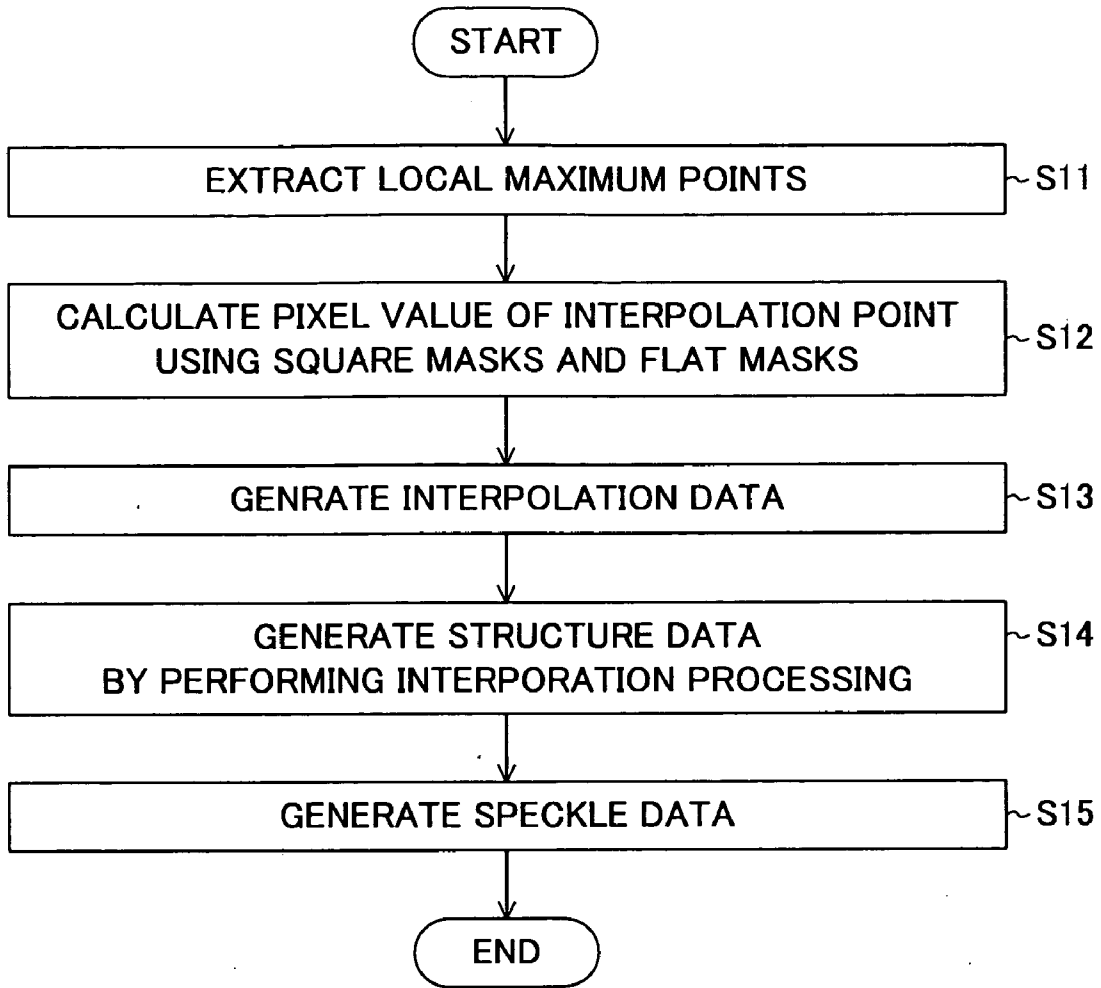 START
EXTRACT LOCAL MAXIMUM POINTS
~S11
CALCULATE PIXEL VALUE OF INTERPOLATION POINT
USING SQUARE MASKS AND FLAT MASKS
~S12
GENRATE INTERPOLATION DATA
~S13
GENERATE STRUCTURE DATA
BY PERFORMING INTERPORATION PROCESSING
~S14
GENERATE SPECKLE DATA
~S15
END